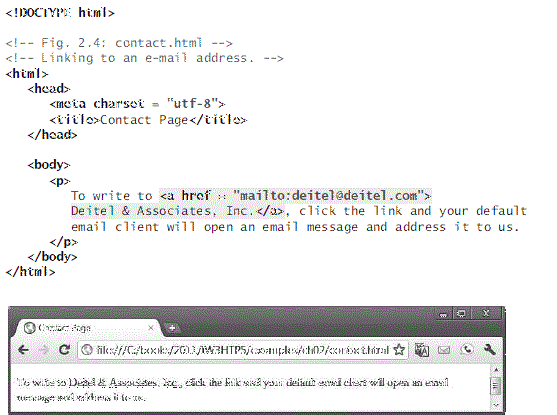 <!DOCTYPE html>
<!-- Fig. 2.4: contact.html -->
<!-- Linking to an e-mail address. -->
<html>
<head>
<meta charset = "utf-8">
<title>Contact Page</title>
</head>
<body>
<p>
To write to <a href = "mailto:deitel@deitel.com">
Deitel & Associates, Inc.</a>, click the link and your default
email client will open an email message and address it to us.
</p>
</body>
</html>
Contact Page
file:///C:/books/2011/IW3HTP5/examples/ch02/contact.html
To write to Deitel & Associates, Inc., click the link and your default email client will open an email
message and address it to us.